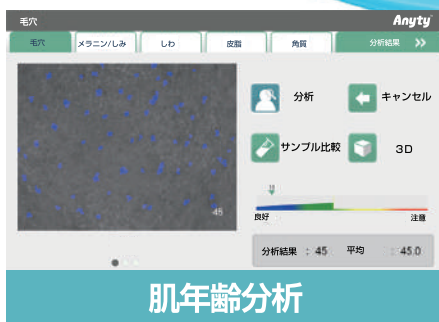 毛穴
Anyty
毛穴 メラニン/しみ しわ 皮脂 角質 分析結果 »
分析 キャンセル
サンプル比較 3D
45
良好 注意
分析結果 : 45 平均 : 45.0
肌年齢分析